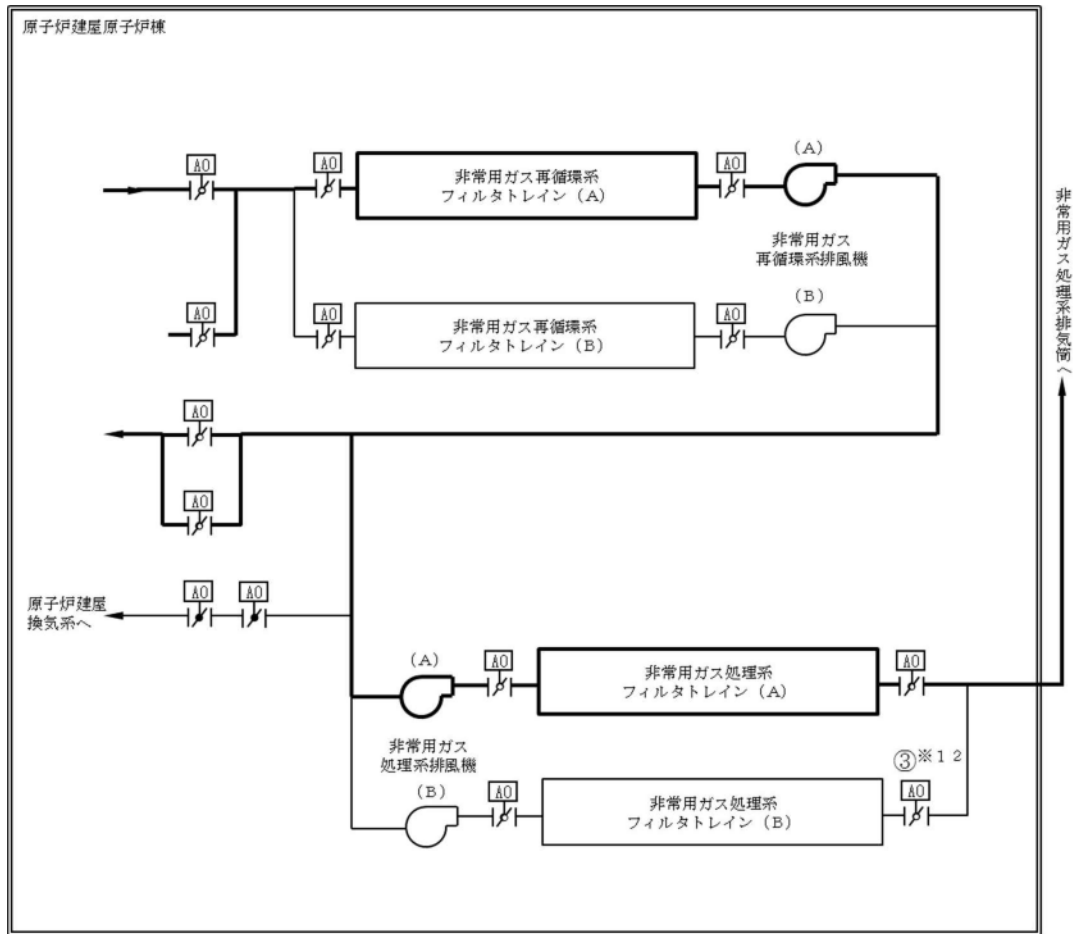 原子炉建屋原子炉棟
AO
AO
非常用ガス再循環系
フィルタトレイン（A）
AO
（A）
非常用ガス
再循環系排風機
AO
AO
非常用ガス再循環系
フィルタトレイン（B）
AO
（B）
非常用ガス処理系排気筒へ
AO
AO
原子炉建屋
換気系へ
AO
AO
（A）
非常用ガス
処理系排風機
AO
非常用ガス処理系
フィルタトレイン（A）
AO
（B）
AO
非常用ガス処理系
フィルタトレイン（B）
③※１２
AO